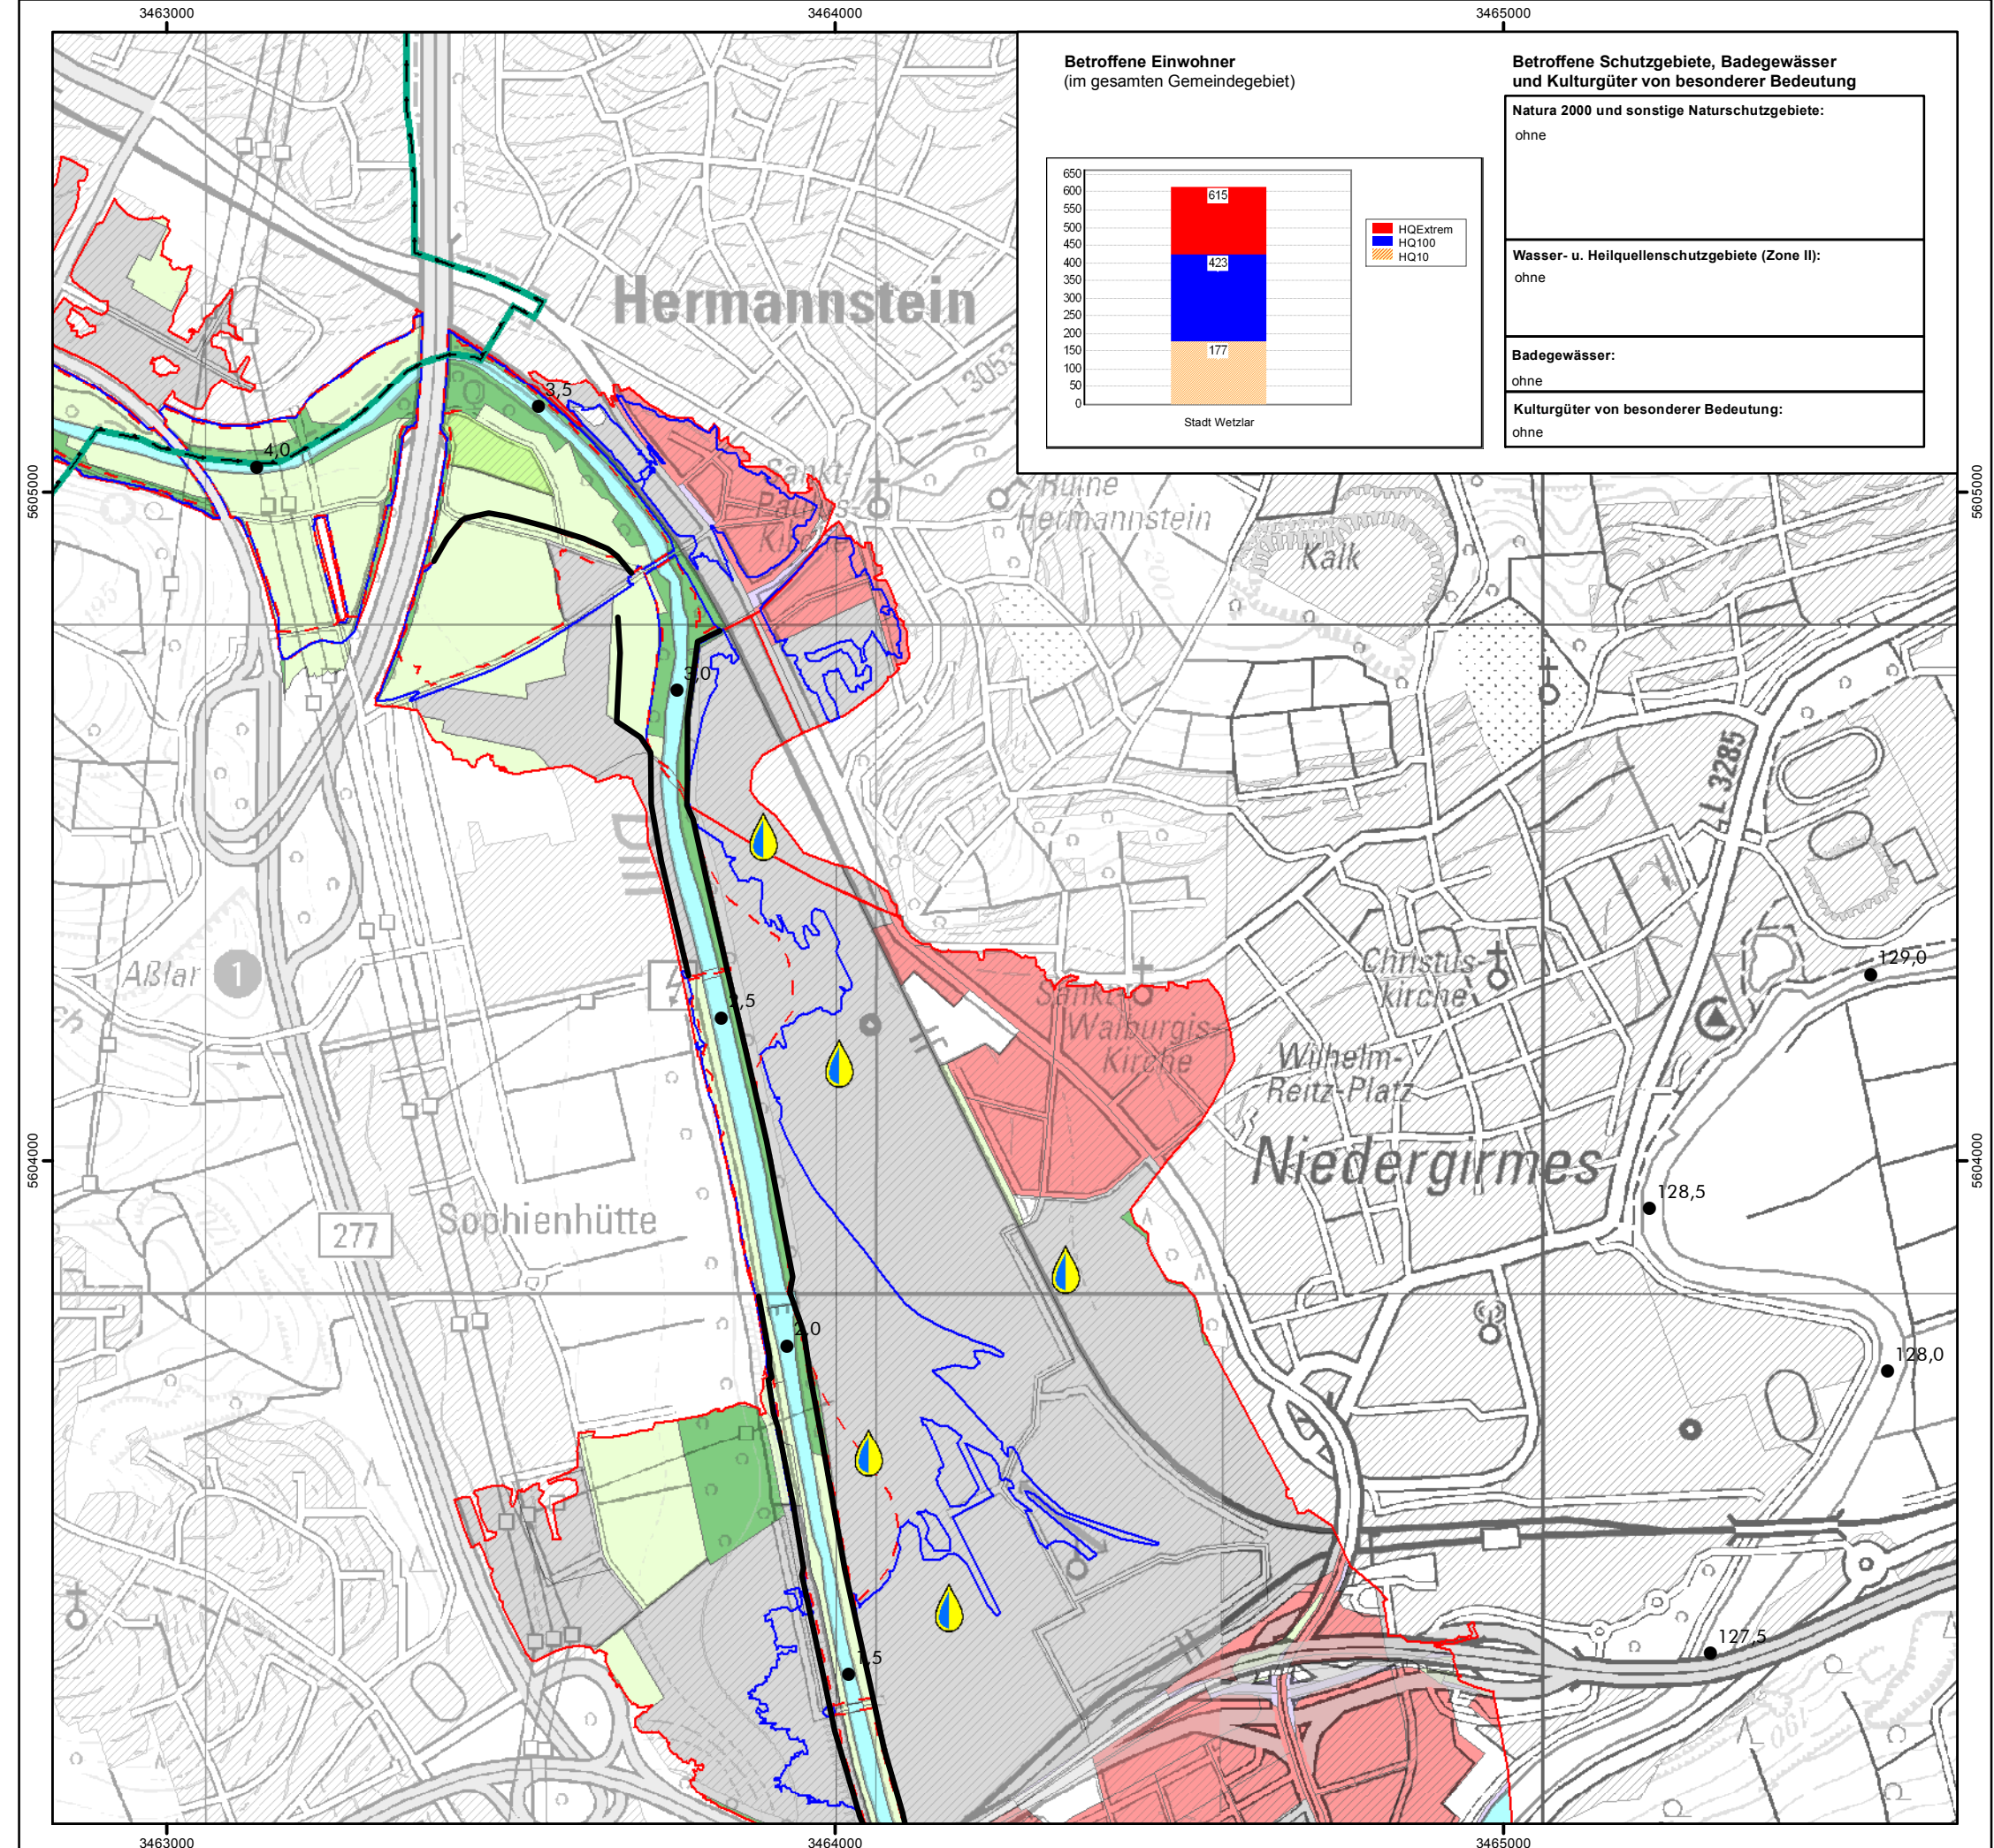 3463000
3464000
3465000
Betroffene Einwohner
(im gesamten Gemeindegebiet)
Betroffene Schutzgebiete, Badegewässer
und Kulturgüter von besonderer Bedeutung
Natura 2000 und sonstige Naturschutzgebiete:
ohne
Wasser- u. Heilquellenschutzgebiete (Zone II):
ohne
Badegewässer:
ohne
Kulturgüter von besonderer Bedeutung:
ohne
650
600
550
500
450
400
350
300
250
200
150
100
50
0
615
423
177
Stadt Wetzlar
HQExtrem
HQ100
HQ10
Hermannstein
3053
3,5
4,0
5605000
5605000
Sankt-
Paulus-
Kirche
Ruine
Hermannstein
200
Kalk
3,0
L 3285
Dill
Aßlar
1
2,5
Sankt-
Walburgis-
Kirche
Christus-
kirche
129,0
Wilhelm-
Reitz-Platz
5604000
5604000
Niedergirmes
128,5
277
Sophienhütte
2,0
128,0
1,5
127,5
190
3463000
3464000
3465000